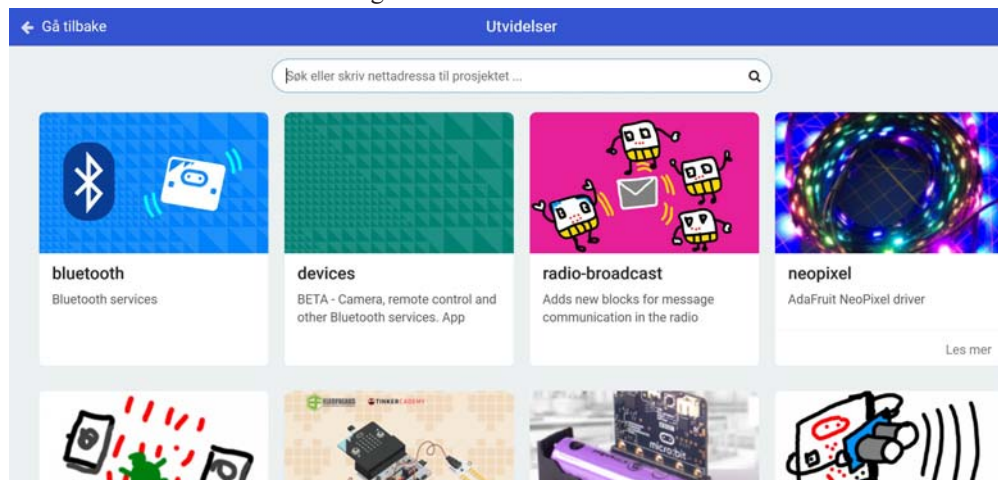 Gå tilbake
Utvidelser
Søk eller skriv nettadressa til prosjektet ...
bluetooth
Bluetooth services
devices
BETA - Camera, remote control and
other Bluetooth services. App
radio-broadcast
Adds new blocks for message
communication in the radio
neopixel
AdaFruit NeoPixel driver
Les mer
ELECFREAKS
TINKERCADEMY
micro:bit